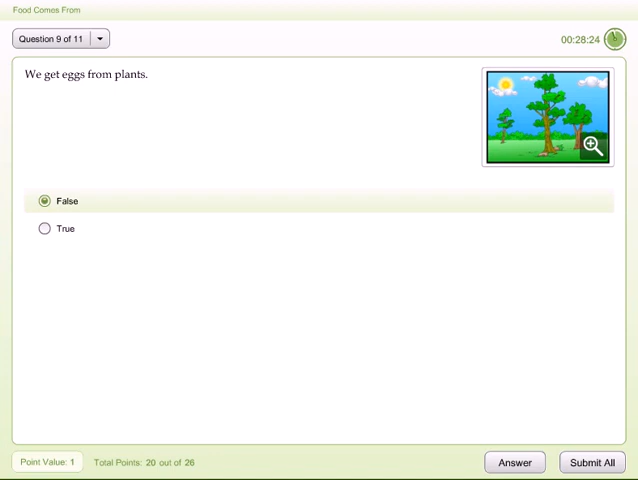 Food Comes From
Question 9 of 11
00:28:24
We get eggs from plants.
False
True
Point Value: 1
Total Points: 20 out of 26
Answer
Submit All